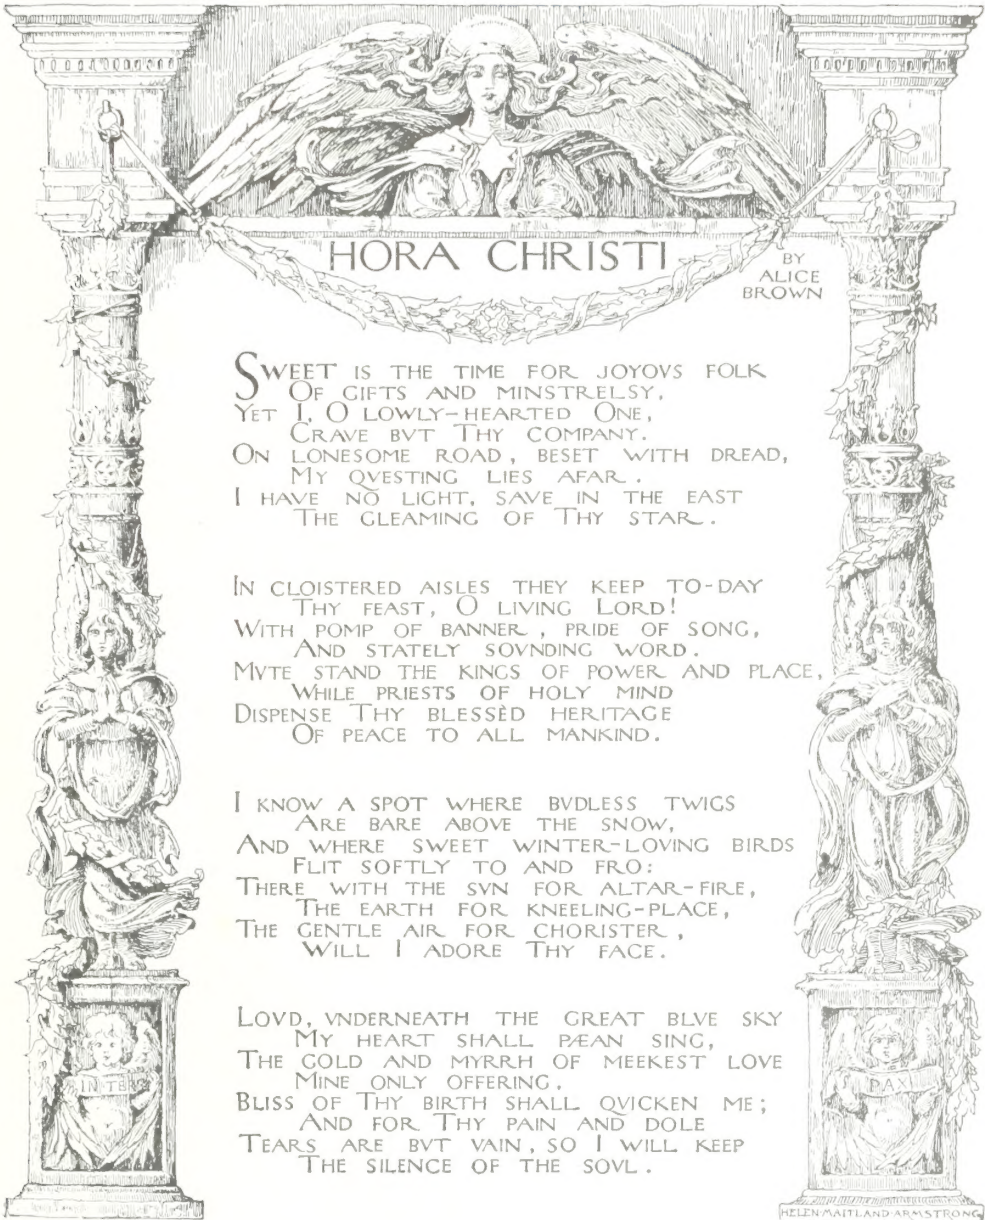 HORA CHRISTI
BY
ALICE
BROWN
SWEET IS THE TIME FOR JOYOVS FOLK
OF GIFTS AND MINSTRELSY,
YET I, O LOWLY-HEARTED ONE,
CRAVE BVT THY COMPANY.
ON LONESOME ROAD, BESET WITH DREAD,
MY QVESTING LIES AFAR.
I HAVE NO LIGHT, SAVE IN THE EAST
THE GLEAMING OF THY STAR.
IN CLOISTERED AISLES THEY KEEP TO-DAY
THY FEAST, O LIVING LORD!
WITH POMP OF BANNER, PRIDE OF SONG,
AND STATELY SOVNDING WORD.
MVTE STAND THE KINGS OF POWER AND PLACE,
WHILE PRIESTS OF HOLY MIND
DISPENSE THY BLESSÈD HERITAGE
OF PEACE TO ALL MANKIND.
I KNOW A SPOT WHERE BVDLESS TWIGS
ARE BARE ABOVE THE SNOW,
AND WHERE SWEET WINTER-LOVING BIRDS
FLIT SOFTLY TO AND FRO:
THERE WITH THE SVN FOR ALTAR-FIRE,
THE EARTH FOR KNEELING-PLACE,
THE GENTLE AIR FOR CHORISTER,
WILL I ADORE THY FACE.
LOVD, VNDERNEATH THE GREAT BLVE SKY
MY HEART SHALL PÆAN SING,
THE GOLD AND MYRRH OF MEEKEST LOVE
MINE ONLY OFFERING.
BLISS OF THY BIRTH SHALL QVICKEN ME;
AND FOR THY PAIN AND DOLE
TEARS ARE BVT VAIN, SO I WILL KEEP
THE SILENCE OF THE SOVL.
IN
PAX
HELEN·MAITLAND·ARMSTRONG